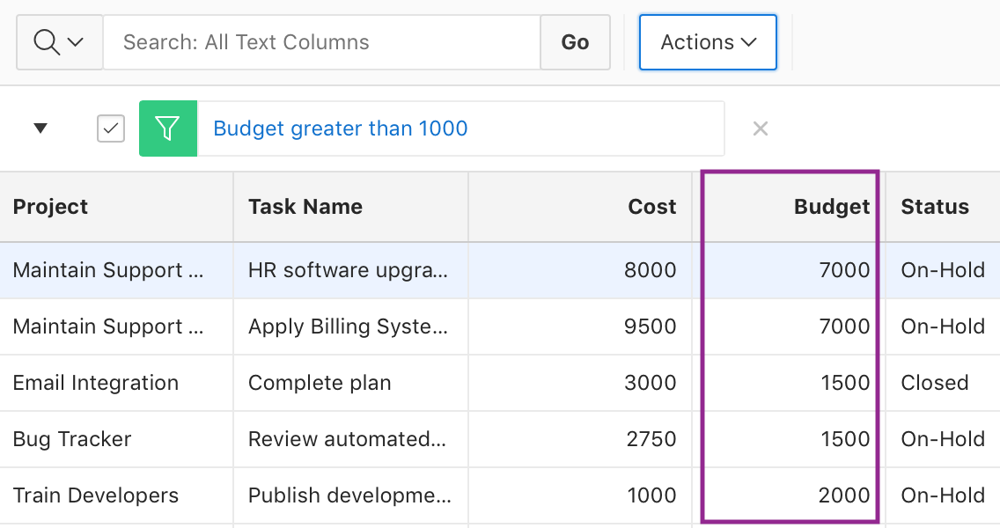 Search: All Text Columns Go Actions
Budget greater than 1000
Project Task Name Cost Budget Status
Maintain Support ... HR software upgra... 8000 7000 On-Hold
Maintain Support ... Apply Billing Syste... 9500 7000 On-Hold
Email Integration Complete plan 3000 1500 Closed
Bug Tracker Review automated... 2750 1500 On-Hold
Train Developers Publish developme... 1000 2000 On-Hold